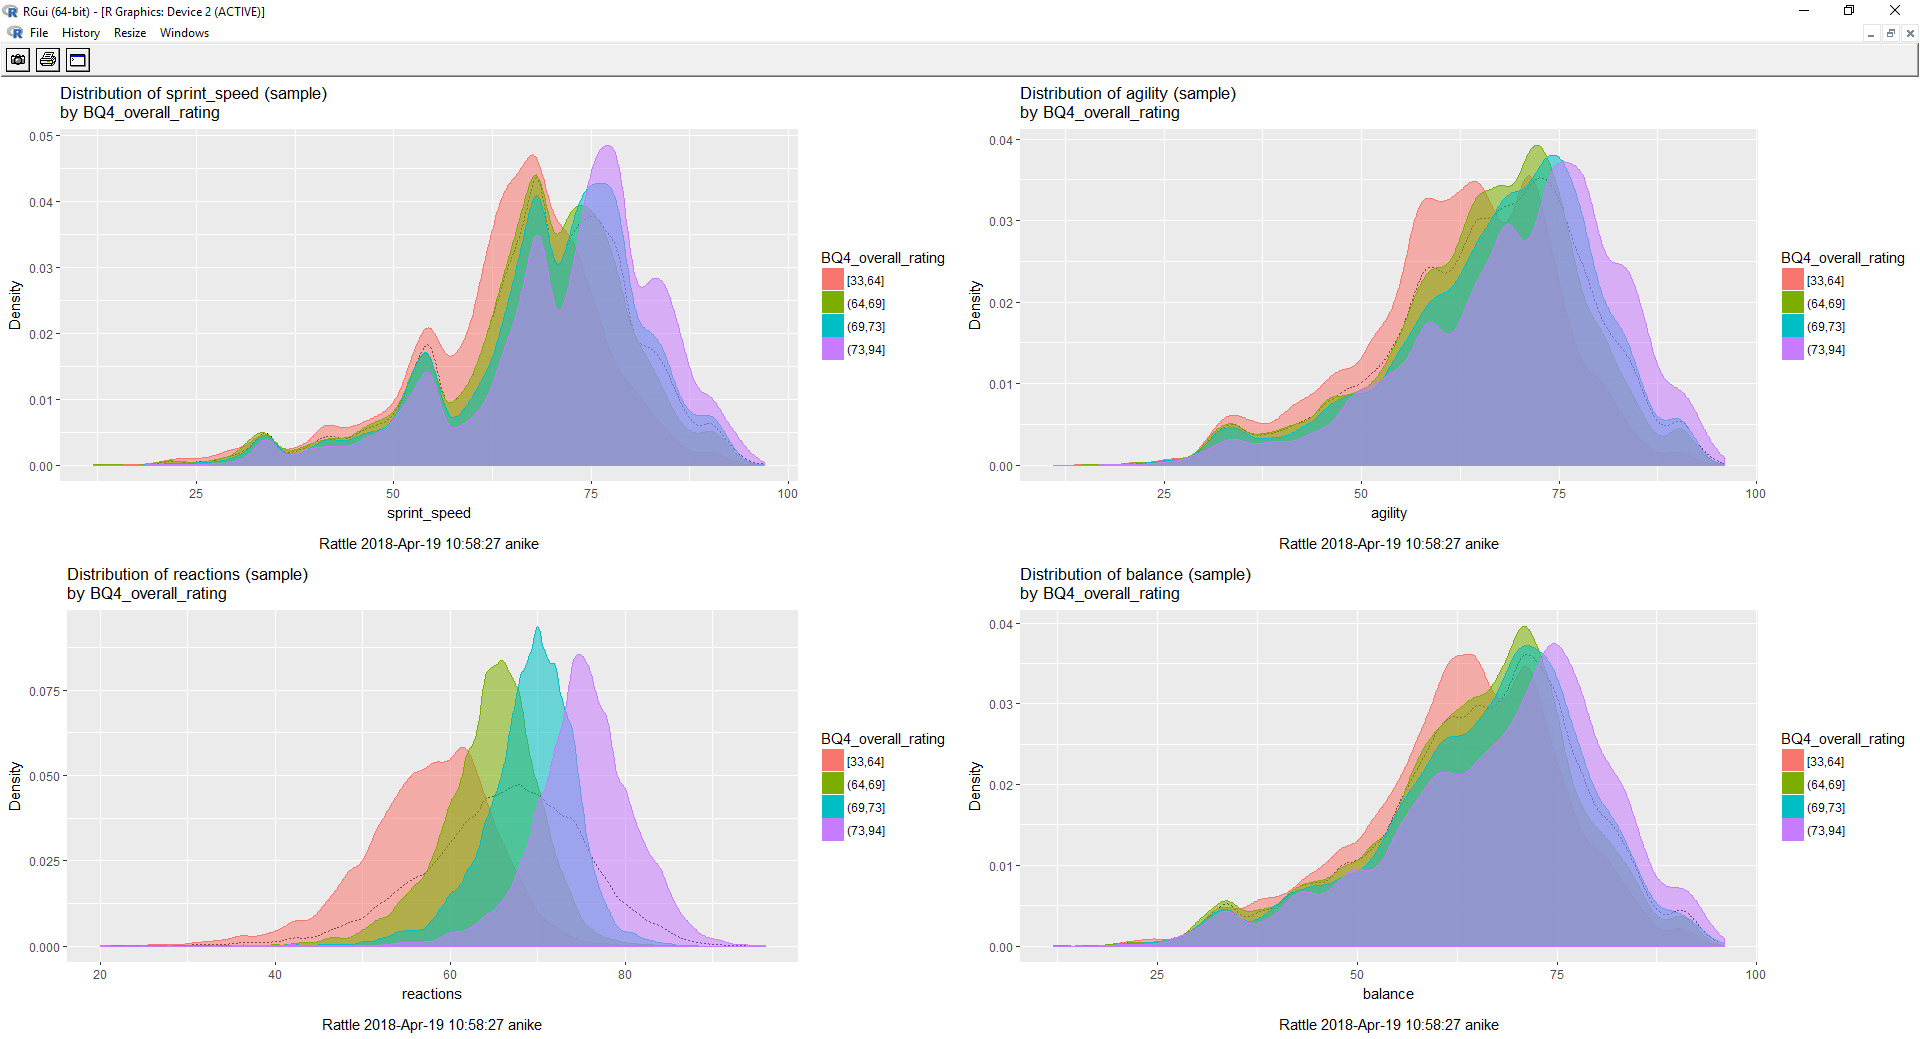 RGui (64-bit) - [R Graphics: Device 2 (ACTIVE)]
File History Resize Windows
Distribution of sprint_speed (sample)
by BQ4_overall_rating
0.05
0.04
0.03
0.02
0.01
0.00
Density
25 50 75 100
sprint_speed
Rattle 2018-Apr-19 10:58:27 anike
BQ4_overall_rating
[33,64]
(64,69]
(69,73]
(73,94]
Distribution of agility (sample)
by BQ4_overall_rating
0.04
0.03
0.02
0.01
0.00
Density
25 50 75 100
agility
Rattle 2018-Apr-19 10:58:27 anike
BQ4_overall_rating
[33,64]
(64,69]
(69,73]
(73,94]
Distribution of reactions (sample)
by BQ4_overall_rating
0.075
0.050
0.025
0.000
Density
20 40 60 80
reactions
Rattle 2018-Apr-19 10:58:27 anike
BQ4_overall_rating
[33,64]
(64,69]
(69,73]
(73,94]
Distribution of balance (sample)
by BQ4_overall_rating
0.04
0.03
0.02
0.01
0.00
Density
25 50 75 100
balance
Rattle 2018-Apr-19 10:58:27 anike
BQ4_overall_rating
[33,64]
(64,69]
(69,73]
(73,94]